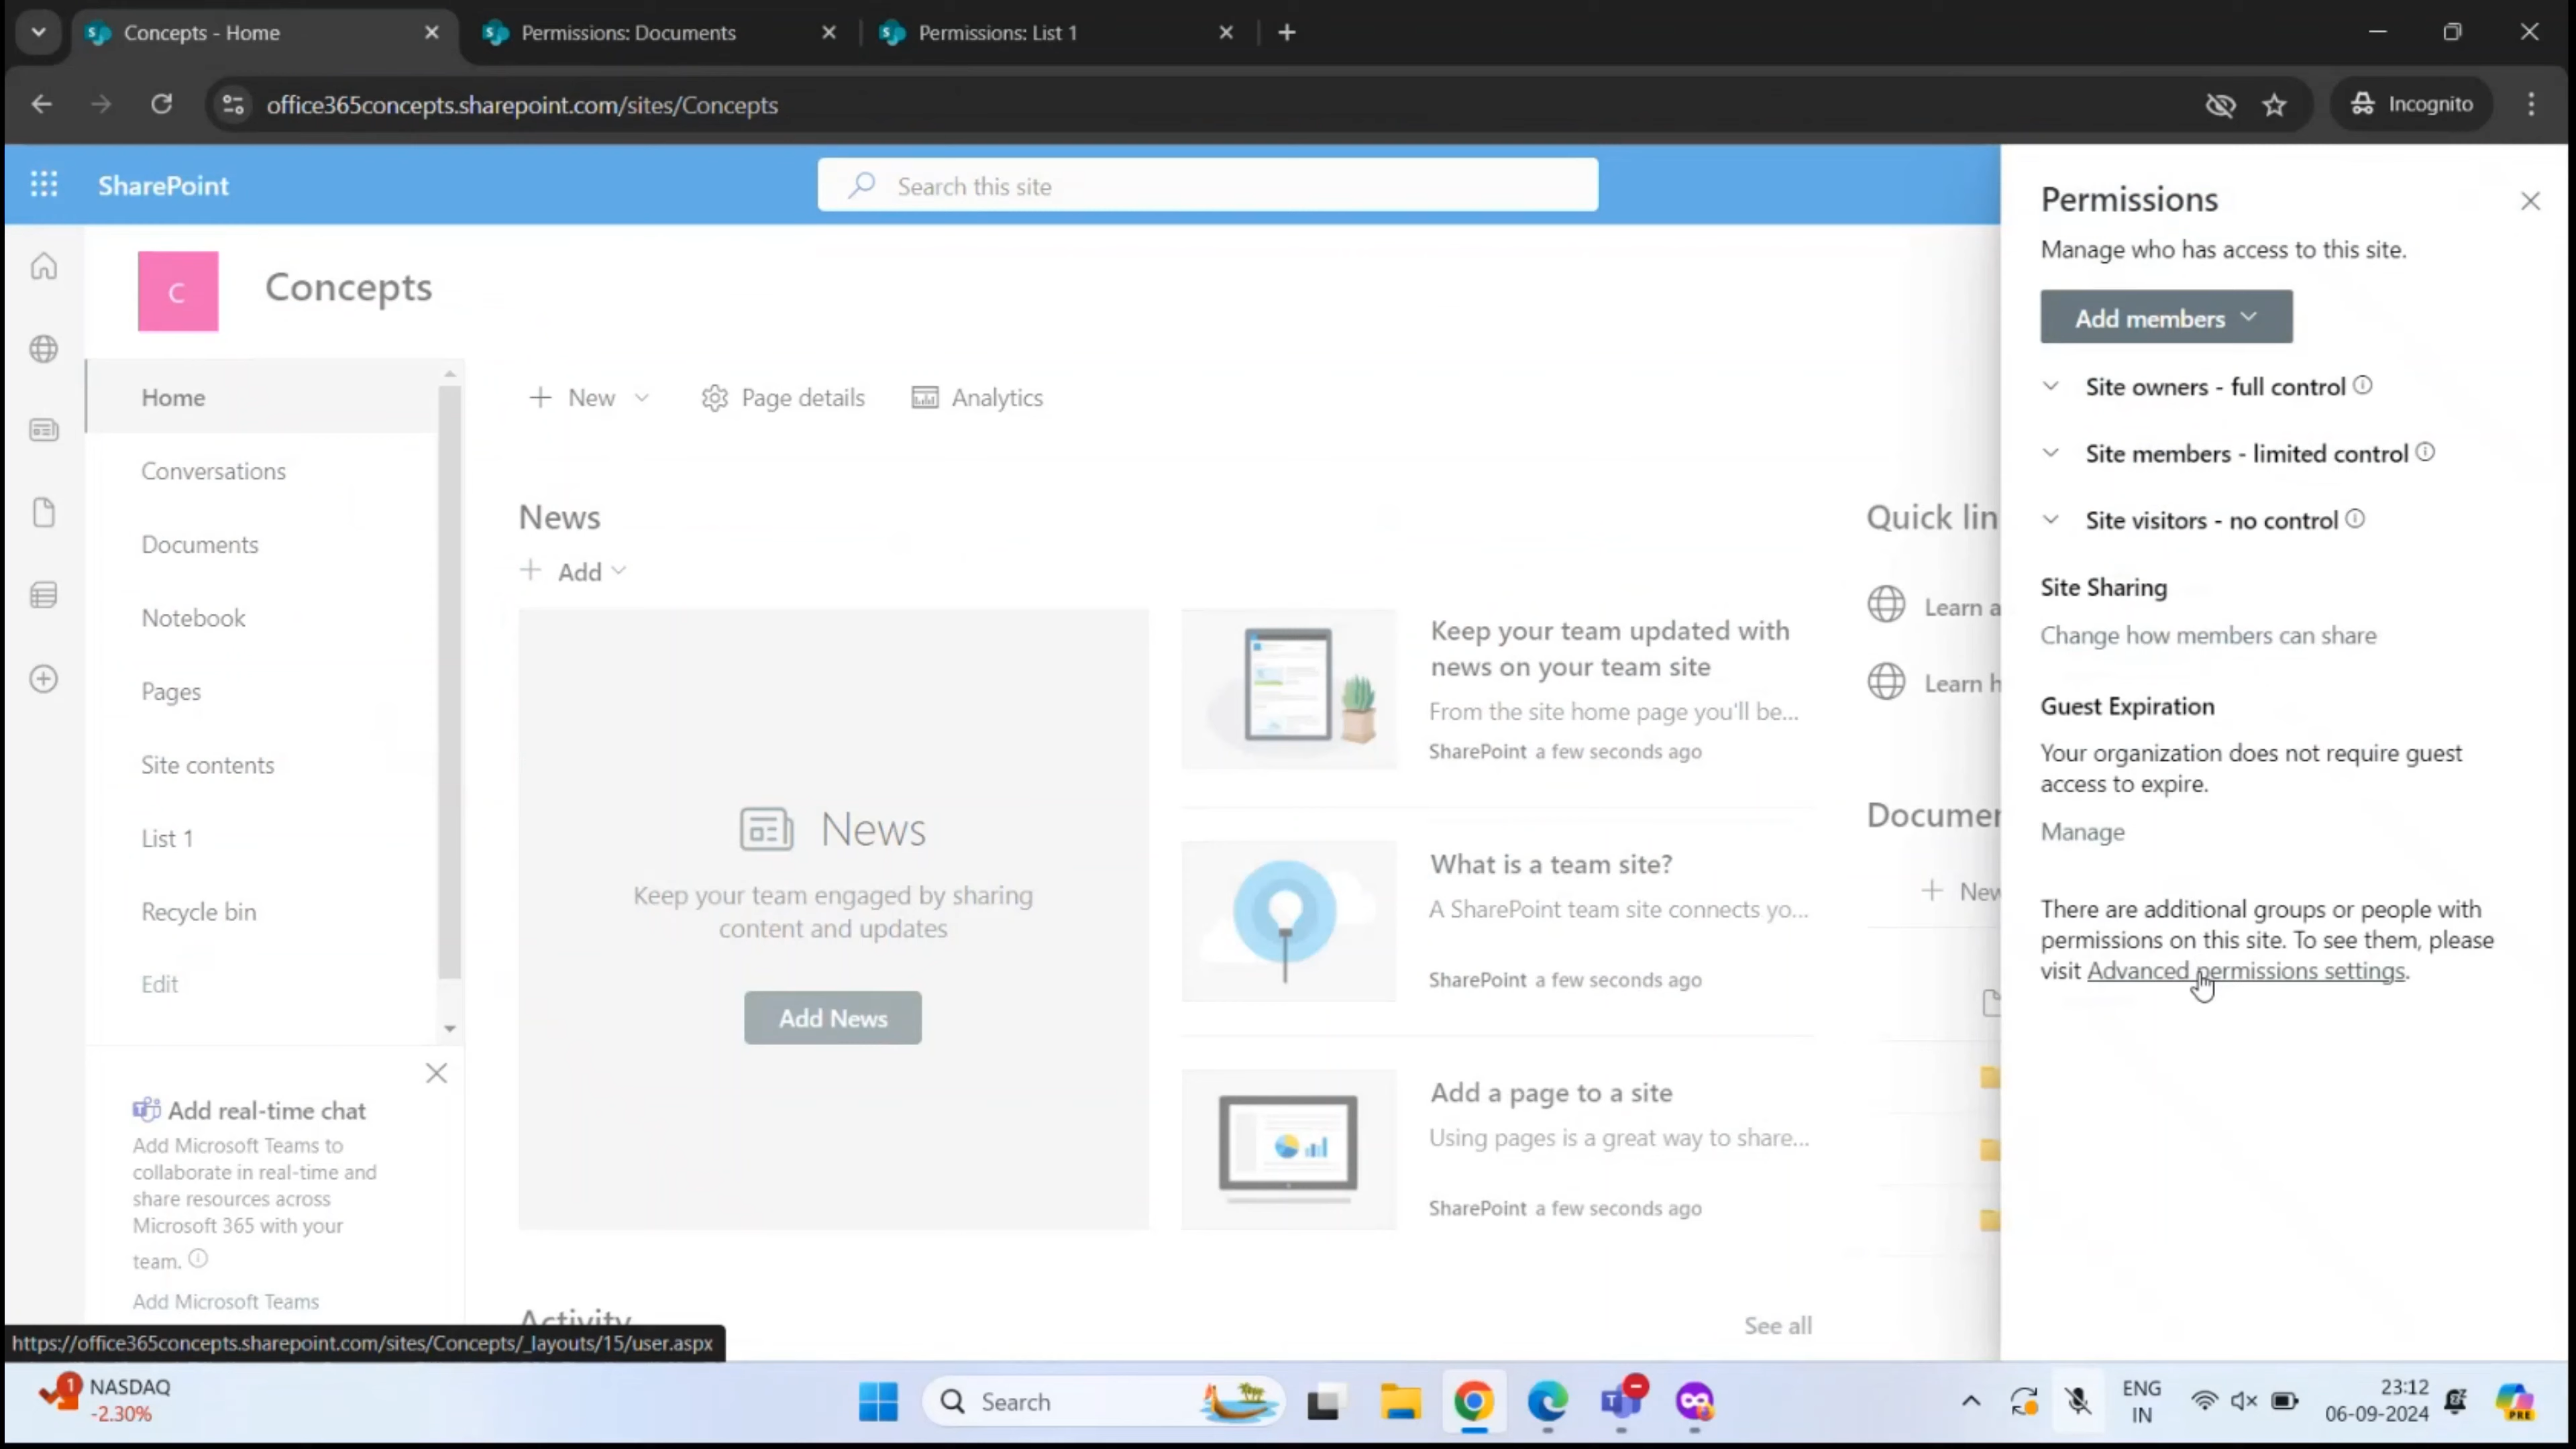 Concepts - Home
Permissions: Documents
Permissions: List 1
office365concepts.sharepoint.com/sites/Concepts
Incognito
SharePoint
Search this site
C
Concepts
Home
Conversations
Documents
Notebook
Pages
Site contents
List 1
Recycle bin
Edit
Add real-time chat
Add Microsoft Teams to
collaborate in real-time and
share resources across
Microsoft 365 with your
team.
Add Microsoft Teams
New
Page details
Analytics
News
Add
News
Keep your team engaged by sharing
content and updates
Add News
Keep your team updated with
news on your team site
From the site home page you'll be...
SharePoint a few seconds ago
What is a team site?
A SharePoint team site connects yo...
SharePoint a few seconds ago
Add a page to a site
Using pages is a great way to share...
SharePoint a few seconds ago
Activity
See all
Quick lin
Learn a
Learn h
Documen
New
Permissions
Manage who has access to this site.
Add members
Site owners - full control
Site members - limited control
Site visitors - no control
Site Sharing
Change how members can share
Guest Expiration
Your organization does not require guest
access to expire.
Manage
There are additional groups or people with
permissions on this site. To see them, please
visit Advanced permissions settings.
https://office365concepts.sharepoint.com/sites/Concepts/_layouts/15/user.aspx
1
NASDAQ
-2.30%
Search
ENG
IN
23:12
06-09-2024
PRE